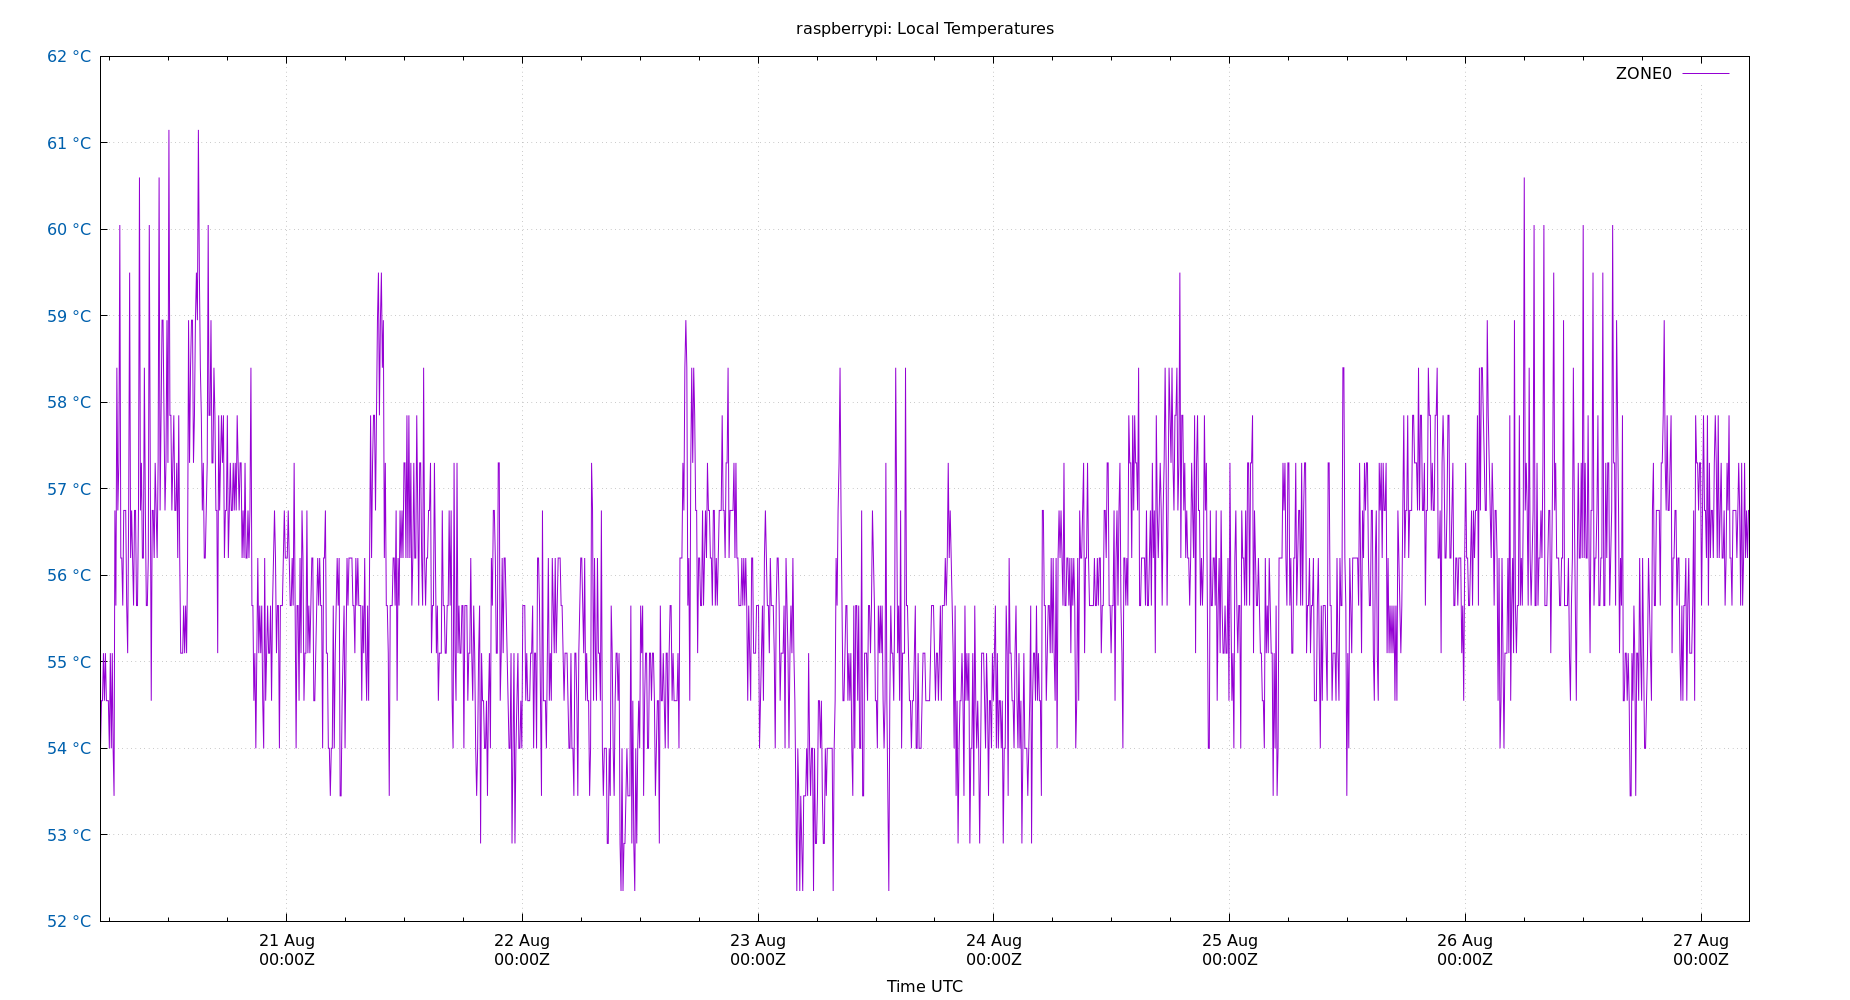 raspberrypi: Local Temperatures
62 °C
ZONE0
61 °C
60 °C
59 °C
58 °C
57 °C
56 °C
55 °C
54 °C
53 °C
52 °C
21 Aug 22 Aug 23 Aug 24 Aug 25 Aug 26 Aug 27 Aug
00:00Z 00:00Z 00:00Z 00:00Z 00:00Z 00:00Z 00:00Z
Time UTC